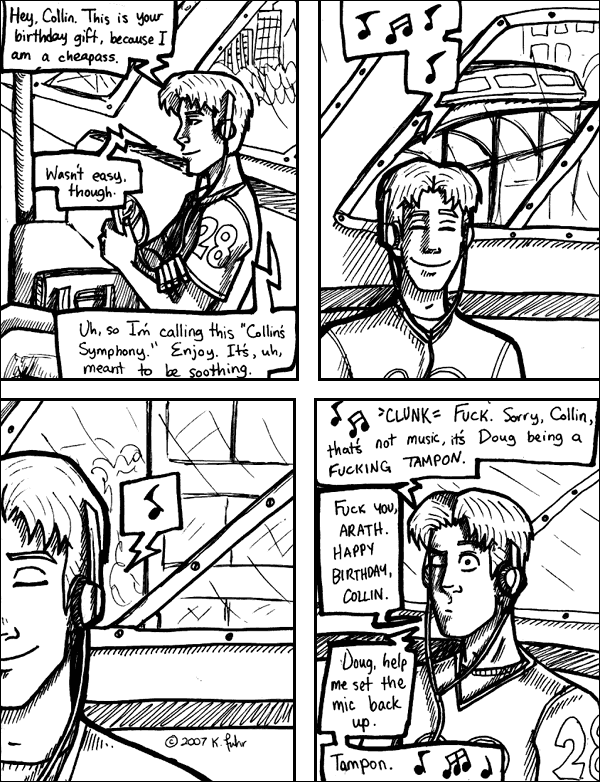 Hey, Collin. This is your
birthday gift, because I
am a cheapass.
Wasn't easy,
though.
28
Uh, so I'm calling this "Collin's
Symphony." Enjoy. It's, uh,
meant to be soothing.
© 2007 K. Fuhr
>CLUNK< Fuck. Sorry, Collin,
that's not music, it's Doug being a
FUCKING TAMPON.
Fuck you,
ARATH.
HAPPY
BIRTHDAY,
COLLIN.
Doug, help
me set the
mic back
up.
Tampon.
28